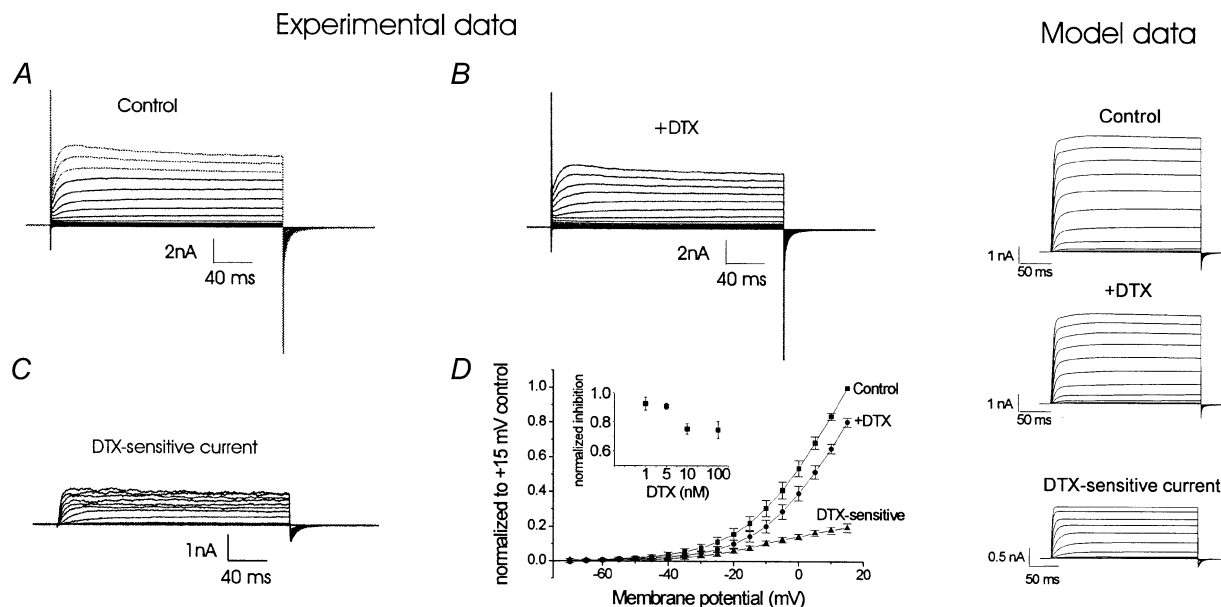 Experimental data
Model data
A
Control
2nA
40 ms
B
+DTX
2nA
40 ms
C
DTX-sensitive current
1nA
40 ms
D
normalized to +15 mV control
1.0
0.8
0.6
0.4
0.2
0.0
-60
-40
-20
0
20
Membrane potential (mV)
Control
+DTX
DTX-sensitive
normalized inhibition
1.0
0.8
0.6
1 5 10 100
DTX (nM)
Control
1 nA
50 ms
+DTX
1 nA
50 ms
DTX-sensitive current
0.5 nA
50 ms